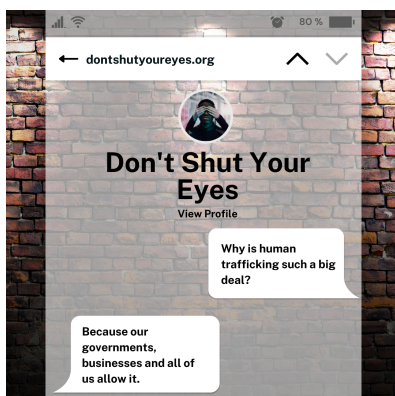 80 %
dontshutyoureyes.org
Don't Shut Your
Eyes
View Profile
Why is human
trafficking such a big
deal?
Because our
governments,
businesses and all of
us allow it.